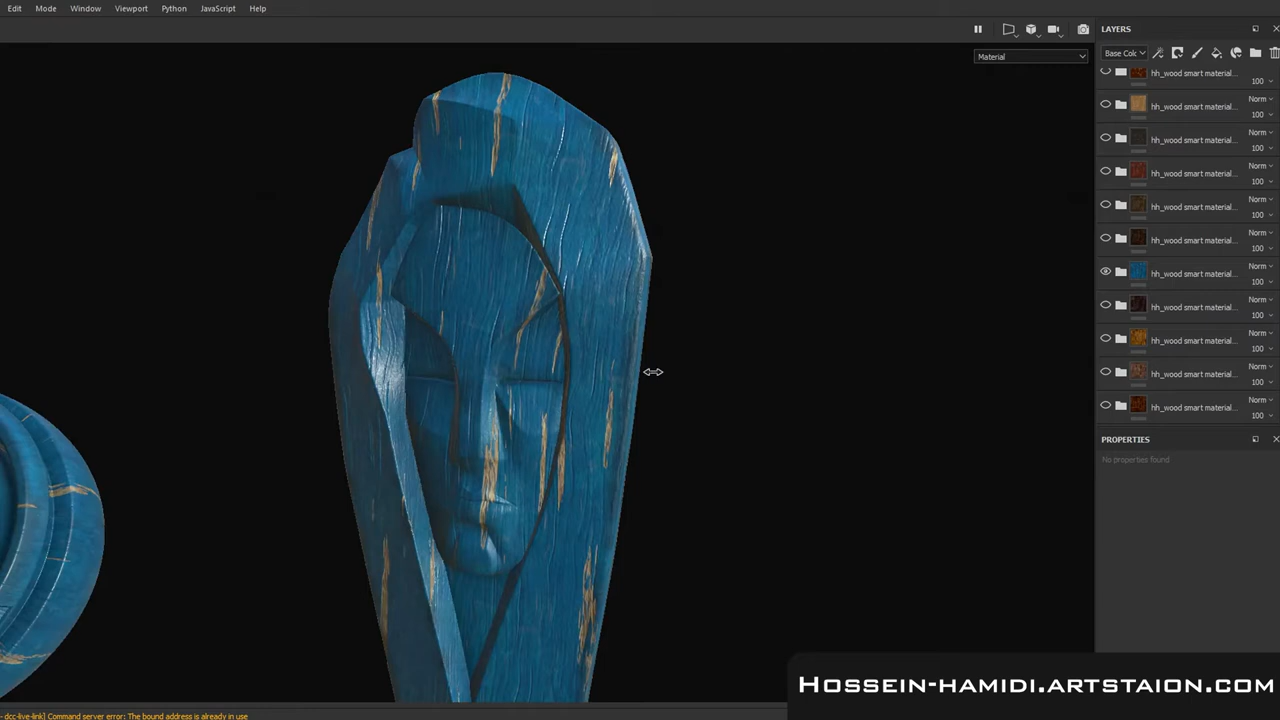 Edit Mode Window Viewport Python JavaScript Help
LAYERS
Material
Base Colo
hh_wood smart material...
100
Norm
hh_wood smart material...
100
Norm
hh_wood smart material...
100
Norm
hh_wood smart material...
100
Norm
hh_wood smart material...
100
Norm
hh_wood smart material...
100
Norm
hh_wood smart material...
100
Norm
hh_wood smart material...
100
Norm
hh_wood smart material...
100
Norm
hh_wood smart material...
100
Norm
hh_wood smart material...
100
PROPERTIES
No properties found
HOSSEIN-HAMIDI.ARTSTAION.COM
- dcc-live-link] Command server error: The bound address is already in use